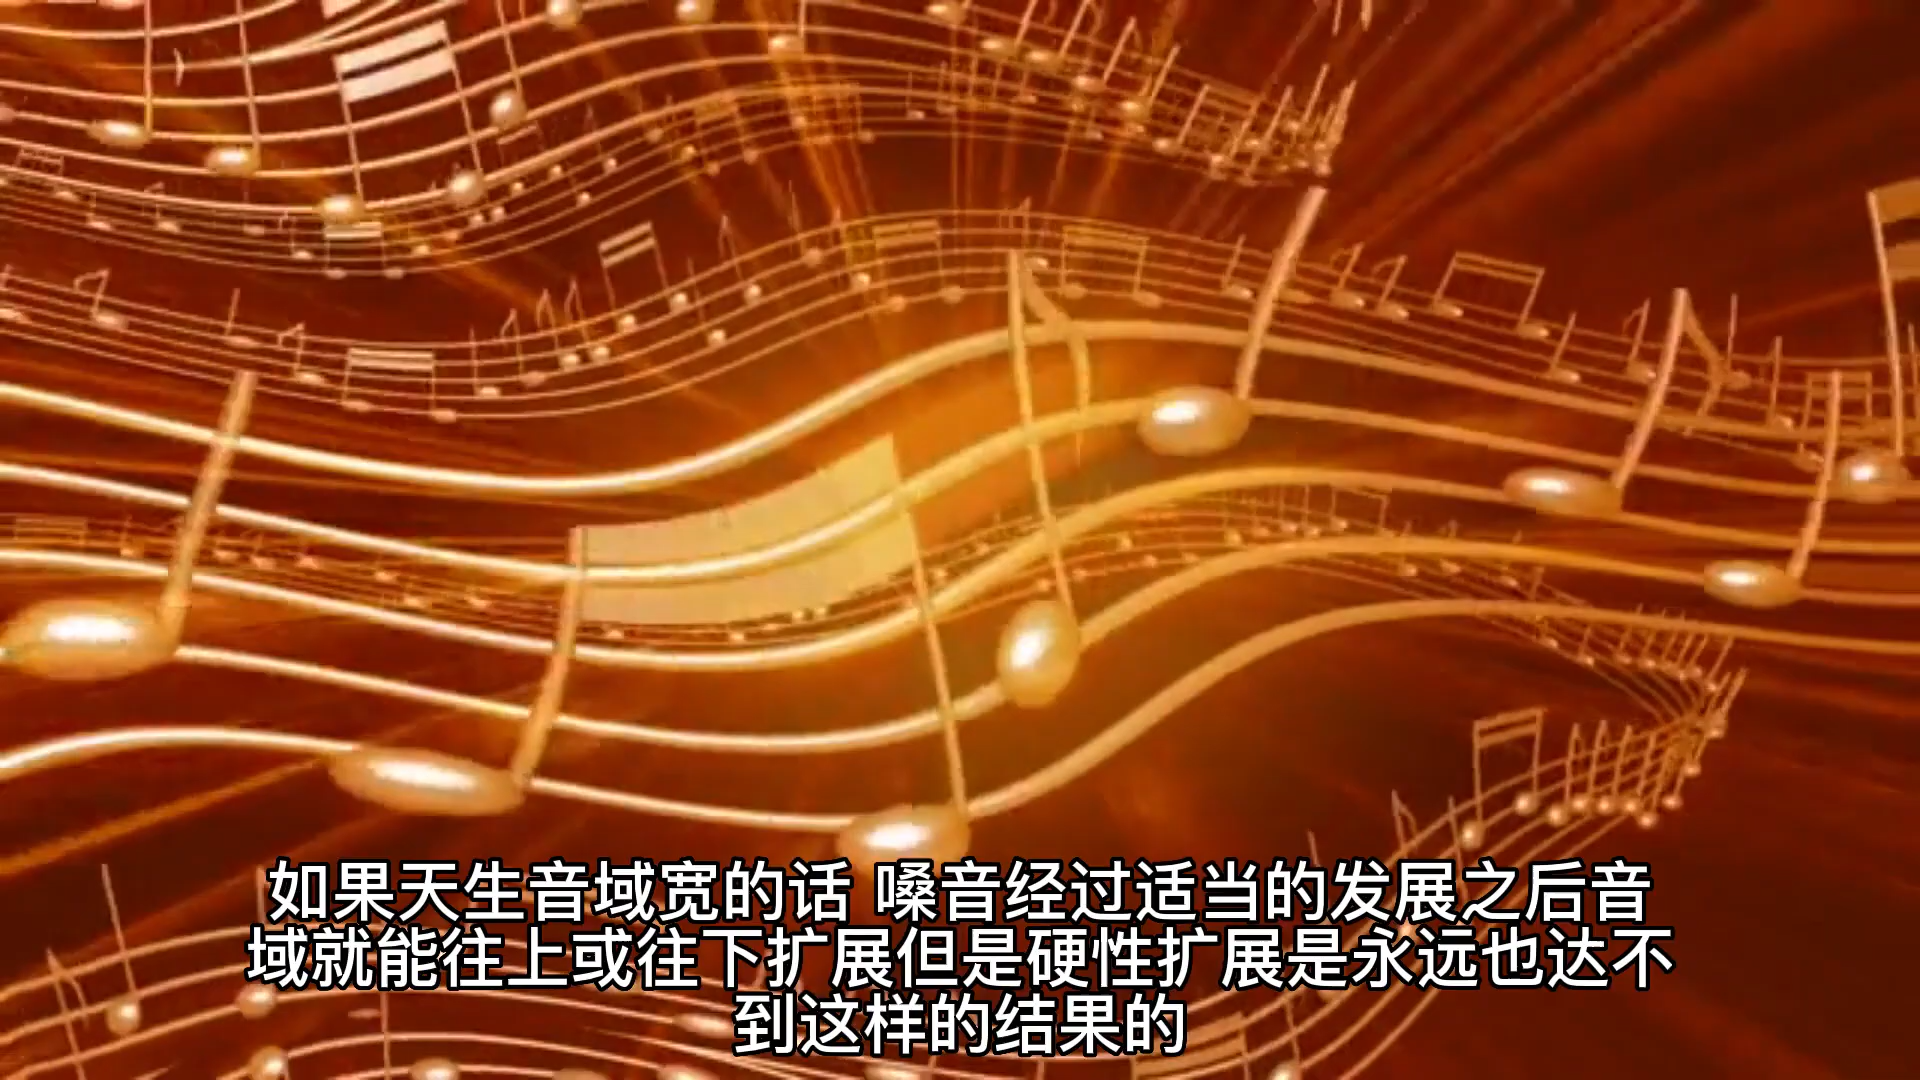 如果天生音域宽的话 嗓音经过适当的发展之后音
域就能往上或往下扩展但是硬性扩展是永远也达不
到这样的结果的